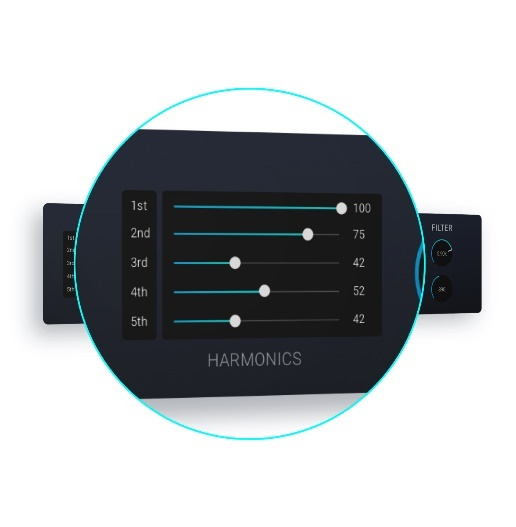 1st 100
2nd 75
3rd 42
4th 52
5th 42
HARMONICS
FILTER